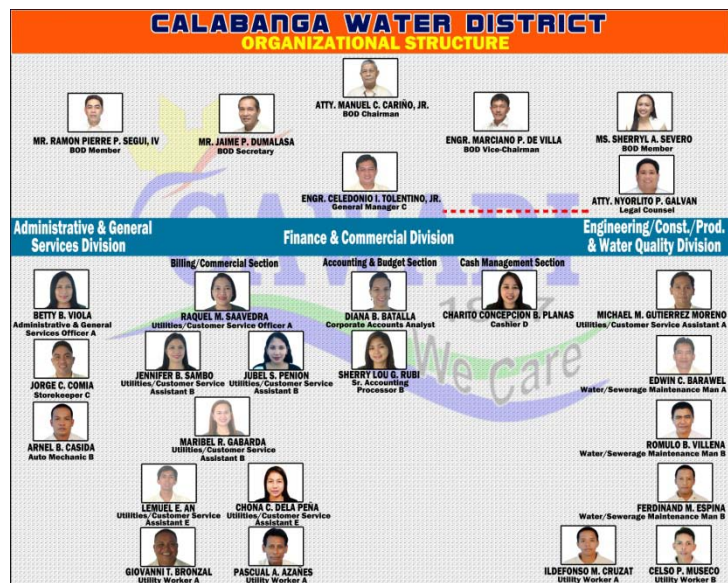 CALABANGA WATER DISTRICT
ORGANIZATIONAL STRUCTURE
ATTY. MANUEL C. CARIÑO, JR.
BOD Chairman
MR. RAMON PIERRE P. SEGUI, IV
BOD Member
MR. JAIME P. DUMALASA
BOD Secretary
ENGR. MARCIANO P. DE VILLA
BOD Vice-Chairman
MS. SHERRYL A. SEVERO
BOD Member
ENGR. CELEDONIO I. TOLENTINO, JR.
General Manager C
ATTY. NYORLITO P. GALVAN
Legal Counsel
CAWADI
Administrative & General
Services Division
Finance & Commercial Division
Engineering/Const./Prod.
& Water Quality Division
Billing/Commercial Section
Accounting & Budget Section
Cash Management Section
BETTY B. VIOLA
Administrative & General
Services Officer A
RAQUEL M. SAAVEDRA
Utilities/Customer Service Officer A
DIANA B. BATALLA
Corporate Accounts Analyst
CHARITO CONCEPCION B. PLANAS
Cashier D
MICHAEL M. GUTIERREZ MORENO
Utilities/Customer Service Assistant A
We Care
JORGE C. COMIA
Storekeeper C
JENNIFER B. SAMBO
Utilities/Customer Service
Assistant B
JUBEL S. PENION
Utilities/Customer Service
Assistant B
SHERRY LOU G. RUBI
Sr. Accounting
Processor B
EDWIN C. BARAWEL
Water/Sewerage Maintenance Man A
ARNEL B. CASIDA
Auto Mechanic B
MARIBEL R. GABARDA
Utilities/Customer Service
Assistant B
ROMULO B. VILLENA
Water/Sewerage Maintenance Man B
LEMUEL E. AN
Utilities/Customer Service
Assistant E
CHONA C. DELA PEÑA
Utilities/Customer Service
Assistant E
FERDINAND M. ESPINA
Water/Sewerage Maintenance Man B
GIOVANNI T. BRONZAL
Utility Worker A
PASCUAL A. AZAÑES
Utility Worker A
ILDEFONSO M. CRUZAT
Utility Worker A
CELSO P. MUSECO
Utility Worker B